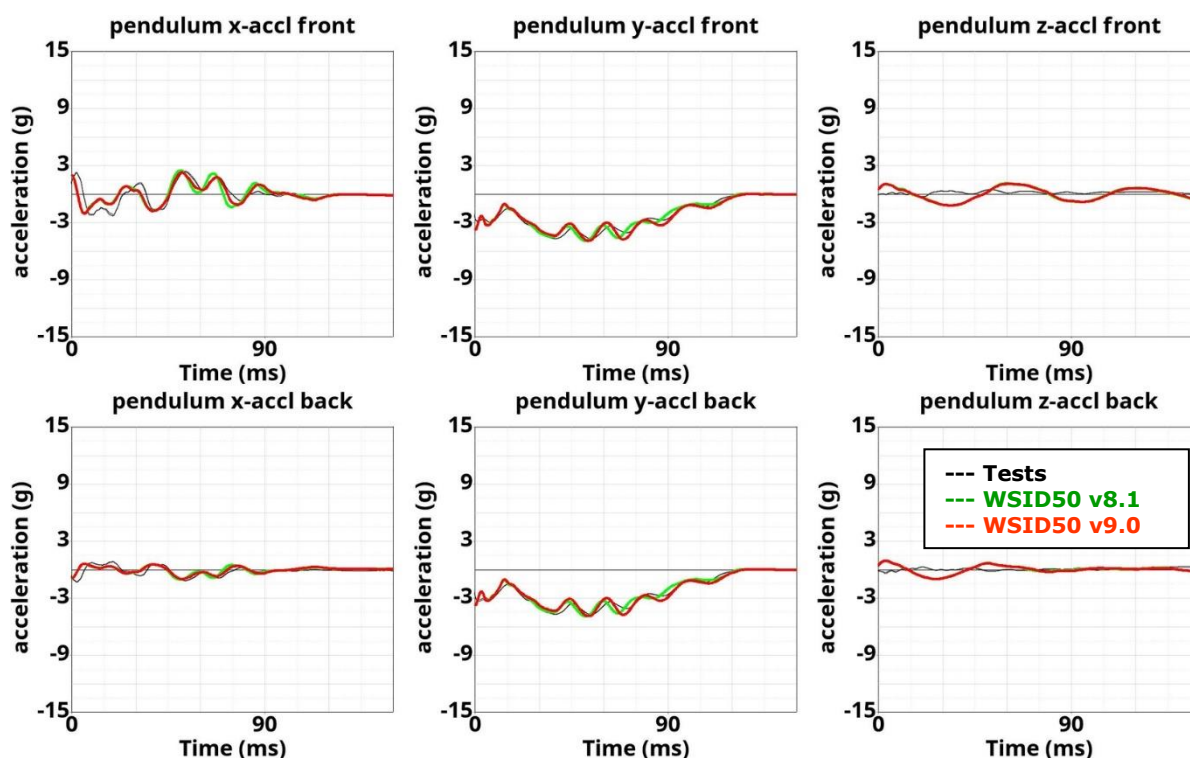 pendulum x-accl front
pendulum y-accl front
pendulum z-accl front
15
9
3
-3
-9
-15
acceleration (g)
0
90
Time (ms)
15
9
3
-3
-9
-15
acceleration (g)
0
90
Time (ms)
15
9
3
-3
-9
-15
acceleration (g)
0
90
Time (ms)
pendulum x-accl back
pendulum y-accl back
pendulum z-accl back
15
9
3
-3
-9
-15
acceleration (g)
0
90
Time (ms)
15
9
3
-3
-9
-15
acceleration (g)
0
90
Time (ms)
15
9
3
-3
-9
-15
acceleration (g)
0
90
Time (ms)
--- Tests
--- WSID50 v8.1
--- WSID50 v9.0